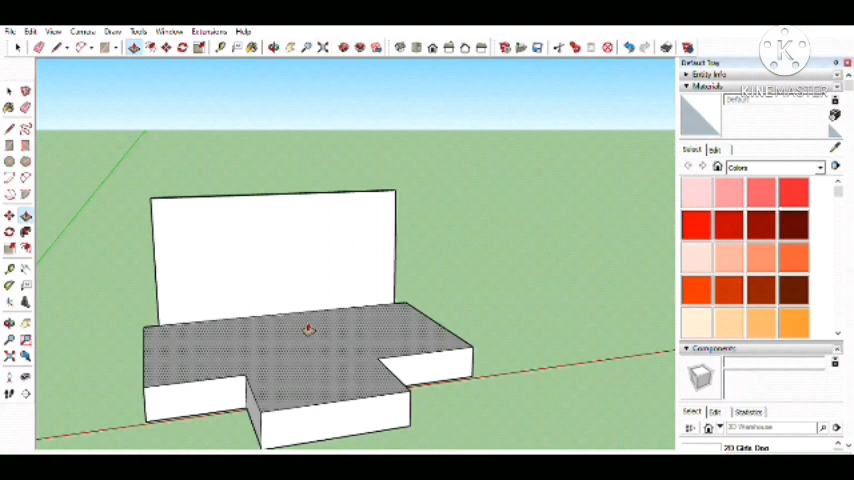 File Edit View Camera Draw Tools Window Extensions Help
K
KINEMASTER
Default Tray
Entity Info
Materials
Default
Select Edit
Colors
Components
Select Edit Statistics
3D Warehouse